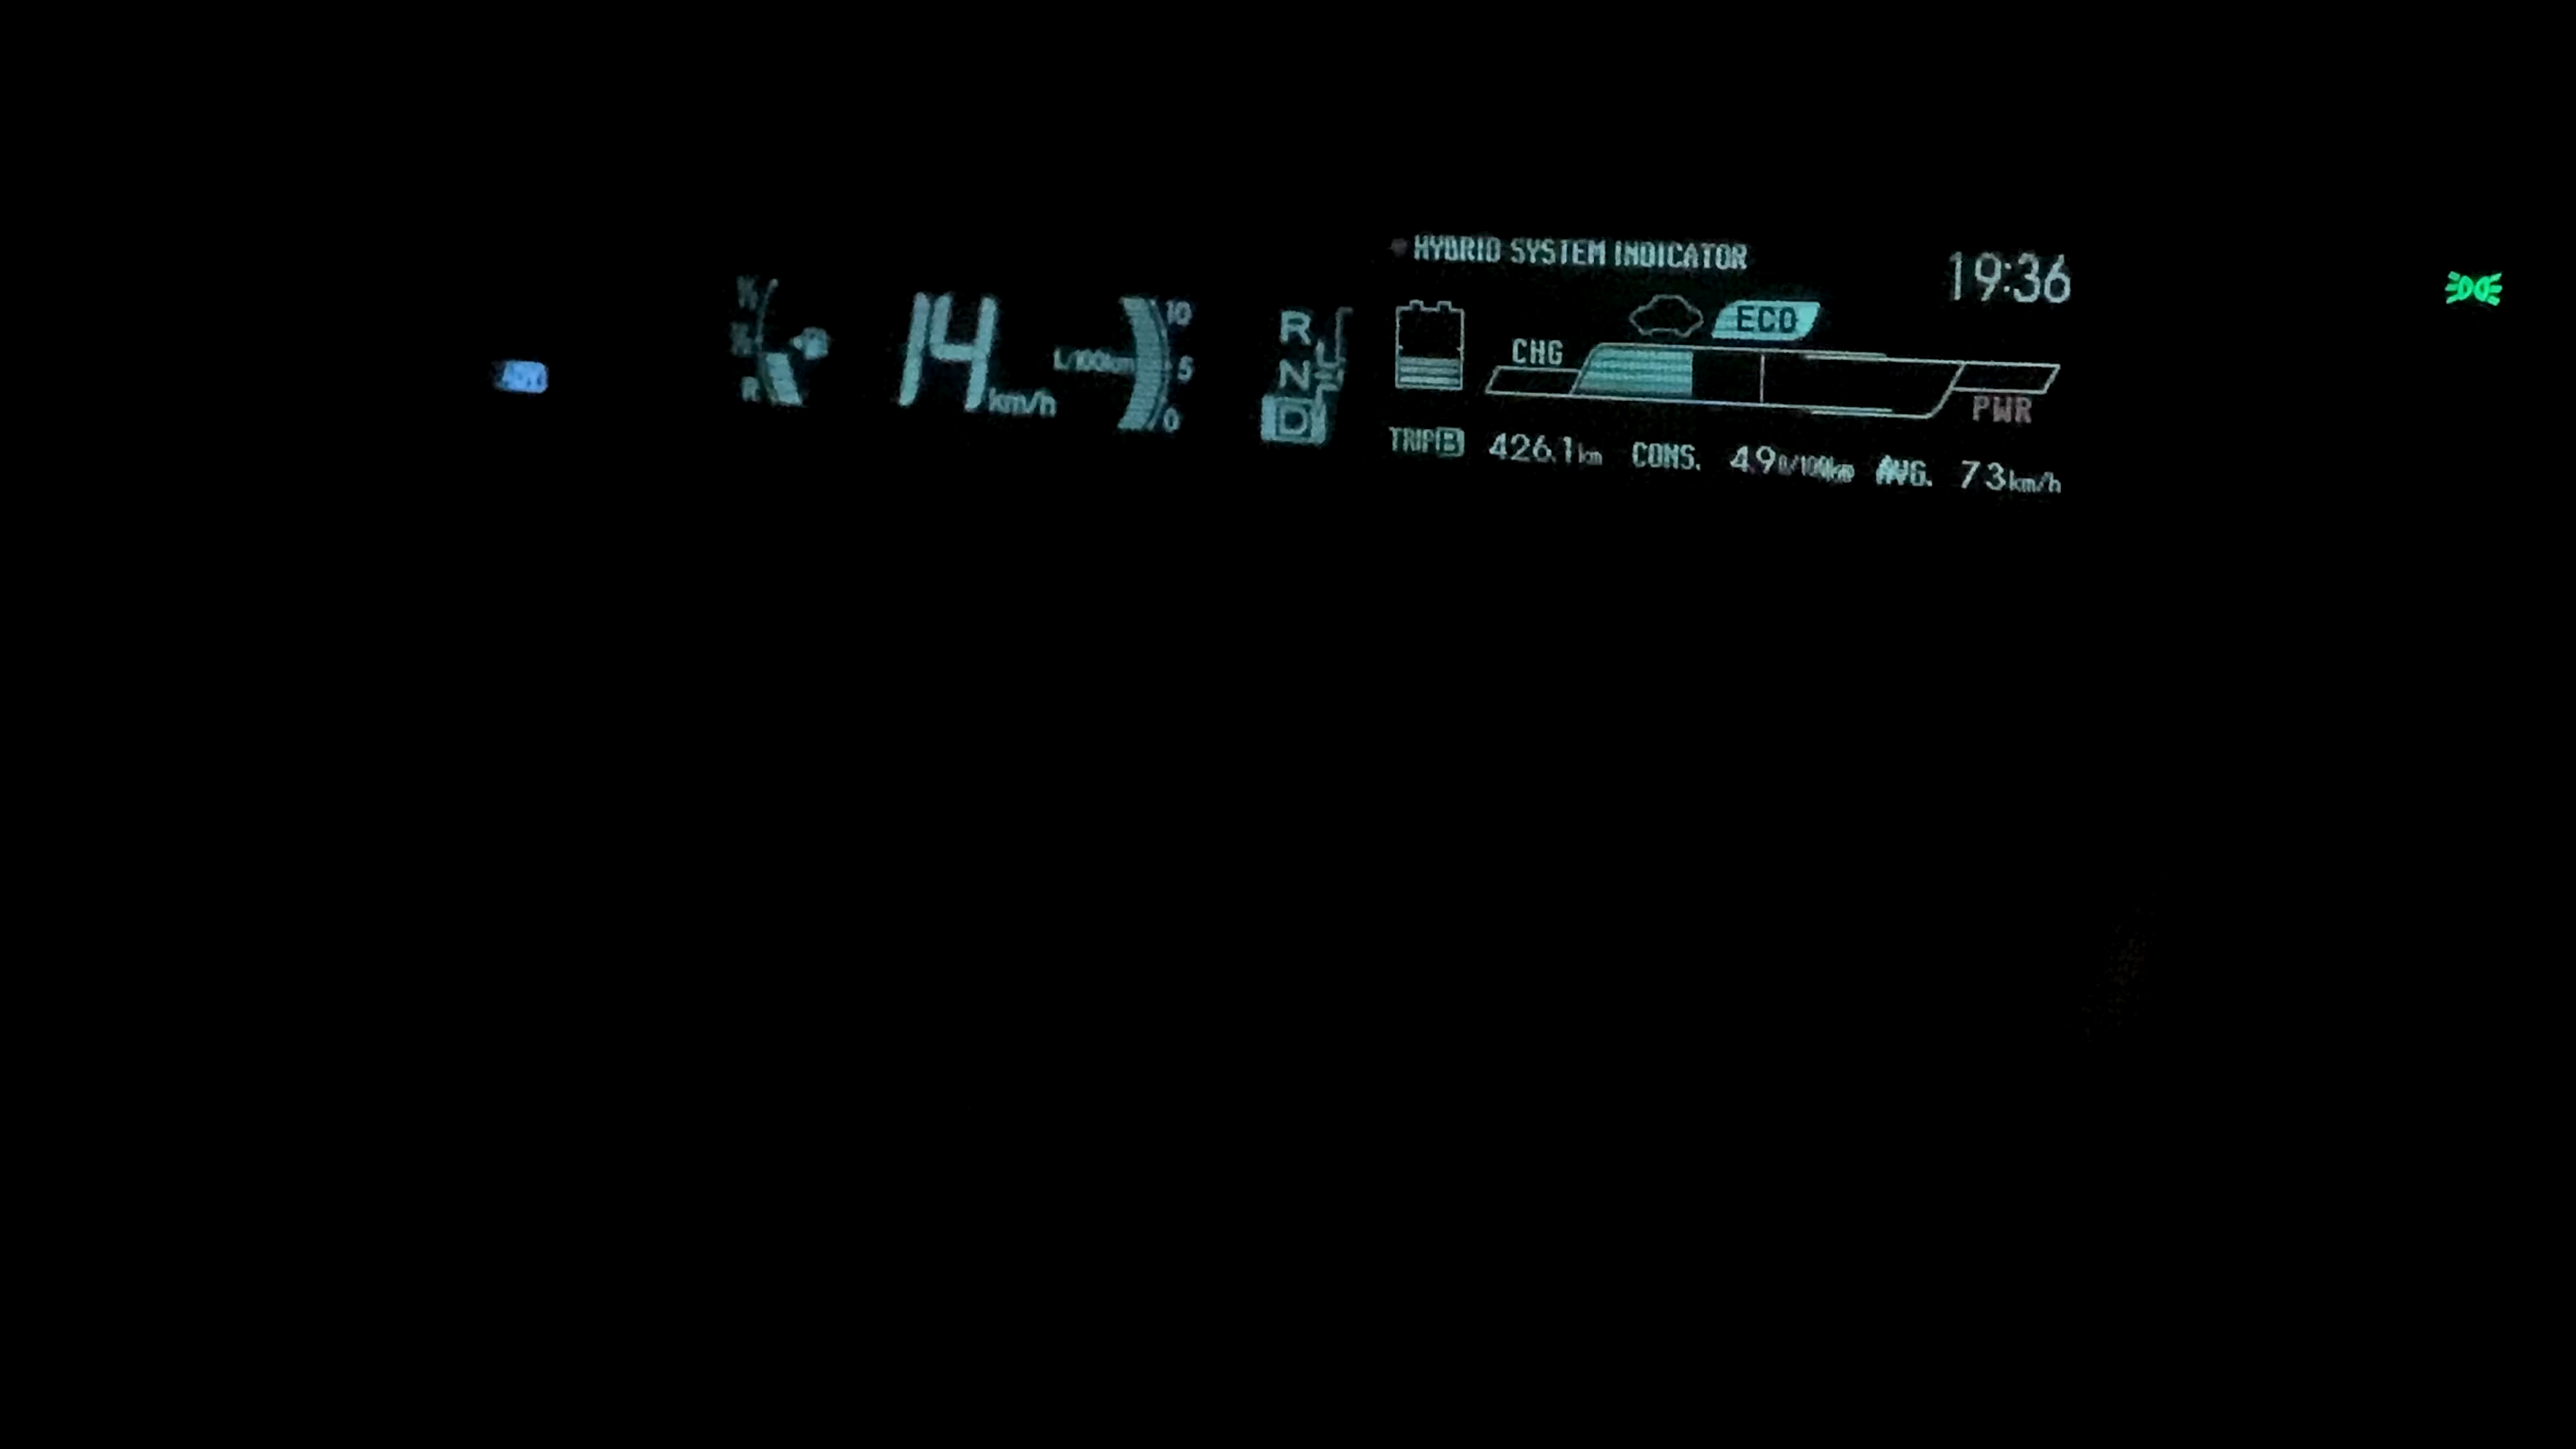 HYBRID SYSTEM INDICATOR
19:36
ECO
CHG
PWR
14 km/h
L/100km
10
5
0
R
N
D
R
TRIP B 426.1 km CONS. 4.9 ℓ/100km AVG. 73 km/h